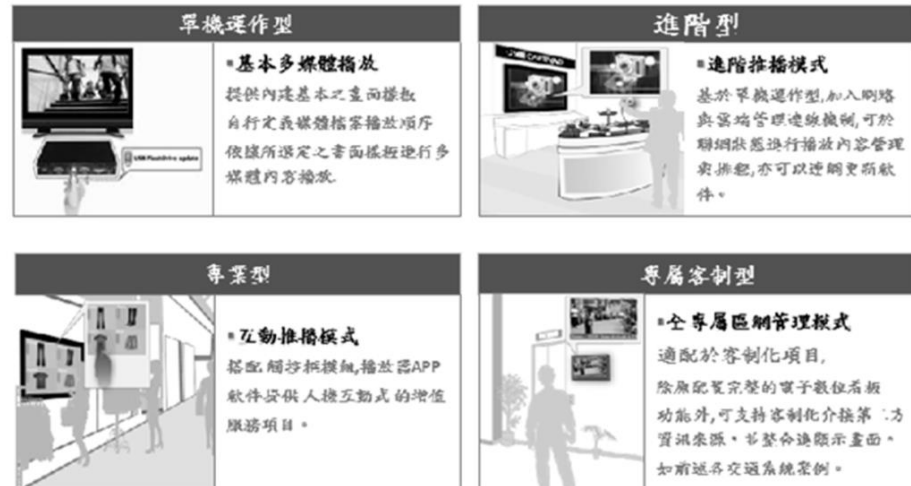 單機運作型
▪基本多媒體播放
提供內建基本之畫面樣板
自行定義媒體檔案播放順序
依據所選定之畫面樣板進行多
媒體內容播放.
USB Flashdrive update
進階型
▪進階推播模式
基於單機運作型,加入網路
與雲端管理連線機制,可於
聯網狀態進行播放內容管理
與排程,亦可以連網更新軟
件。
專業型
▪互動推播模式
搭配觸控框模組,播放器APP
軟件提供人機互動式的增值
服務項目。
專屬客制型
▪全專屬區網管理模式
適配於客制化項目,
除原配置完整的電子數位看板
功能外,可支持客制化介接第 方
資訊來源、並整合進顯示畫面。
如前述各交通系統案例。